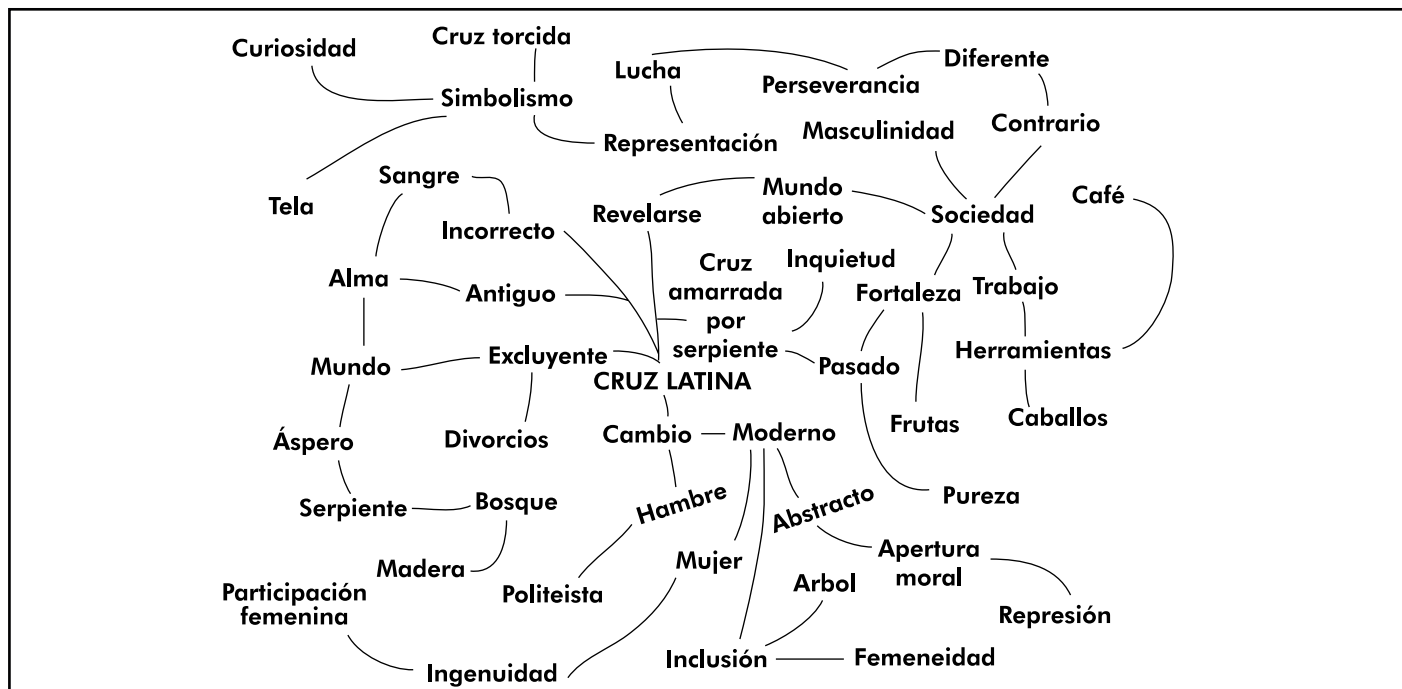 Curiosidad
Cruz torcida
Lucha
Diferente
Perseverancia
Simbolismo
Representación
Masculinidad
Contrario
Sangre
Tela
Incorrecto
Revelarse
Mundo
abierto
Sociedad
Café
Alma
Antiguo
Cruz
amarrada
por
serpiente
Inquietud
Fortaleza
Trabajo
Mundo
Excluyente
CRUZ LATINA
Pasado
Herramientas
Áspero
Divorcios
Cambio
Moderno
Frutas
Caballos
Serpiente
Bosque
Hambre
Abstracto
Pureza
Madera
Politeista
Mujer
Arbol
Apertura
moral
Participación
femenina
Represión
Ingenuidad
Inclusión
Femeneidad